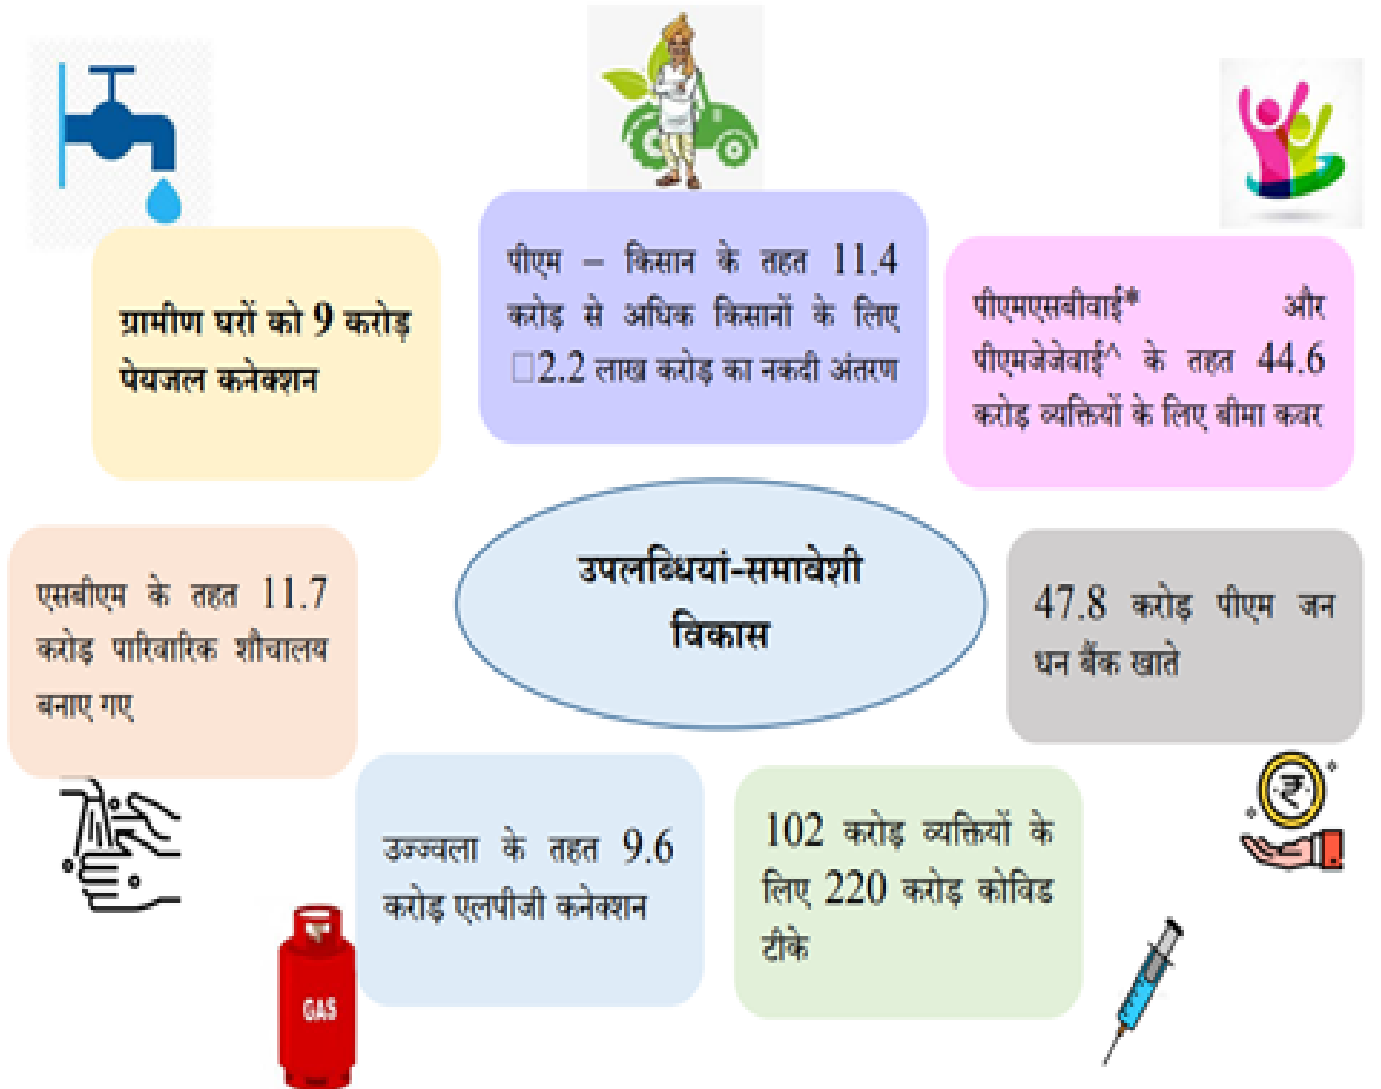 ग्रामीण घरों को 9 करोड़
पेयजल कनेक्शन
पीएम – किसान के तहत 11.4
करोड़ से अधिक किसानों के लिए
□2.2 लाख करोड़ का नकदी अंतरण
पीएमएसबीवाई* और
पीएमजेजेवाई^ के तहत 44.6
करोड़ व्यक्तियों के लिए बीमा कवर
एसबीएम के तहत 11.7
करोड़ पारिवारिक शौचालय
बनाए गए
उपलब्धियां-समावेशी
विकास
47.8 करोड़ पीएम जन
धन बैंक खाते
उज्ज्वला के तहत 9.6
करोड़ एलपीजी कनेक्शन
102 करोड़ व्यक्तियों के
लिए 220 करोड़ कोविड
टीके
₹
GAS